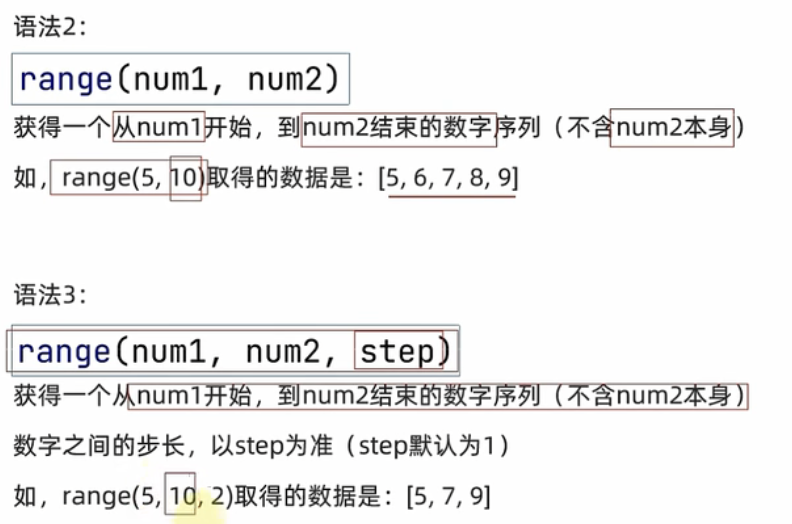 语法2：
range(num1, num2)
获得一个从num1开始，到num2结束的数字序列（不含num2本身）
如，range(5, 10)取得的数据是：[5, 6, 7, 8, 9]
语法3：
range(num1, num2, step)
获得一个从num1开始，到num2结束的数字序列（不含num2本身）
数字之间的步长，以step为准（step默认为1）
如，range(5, 10, 2)取得的数据是：[5, 7, 9]